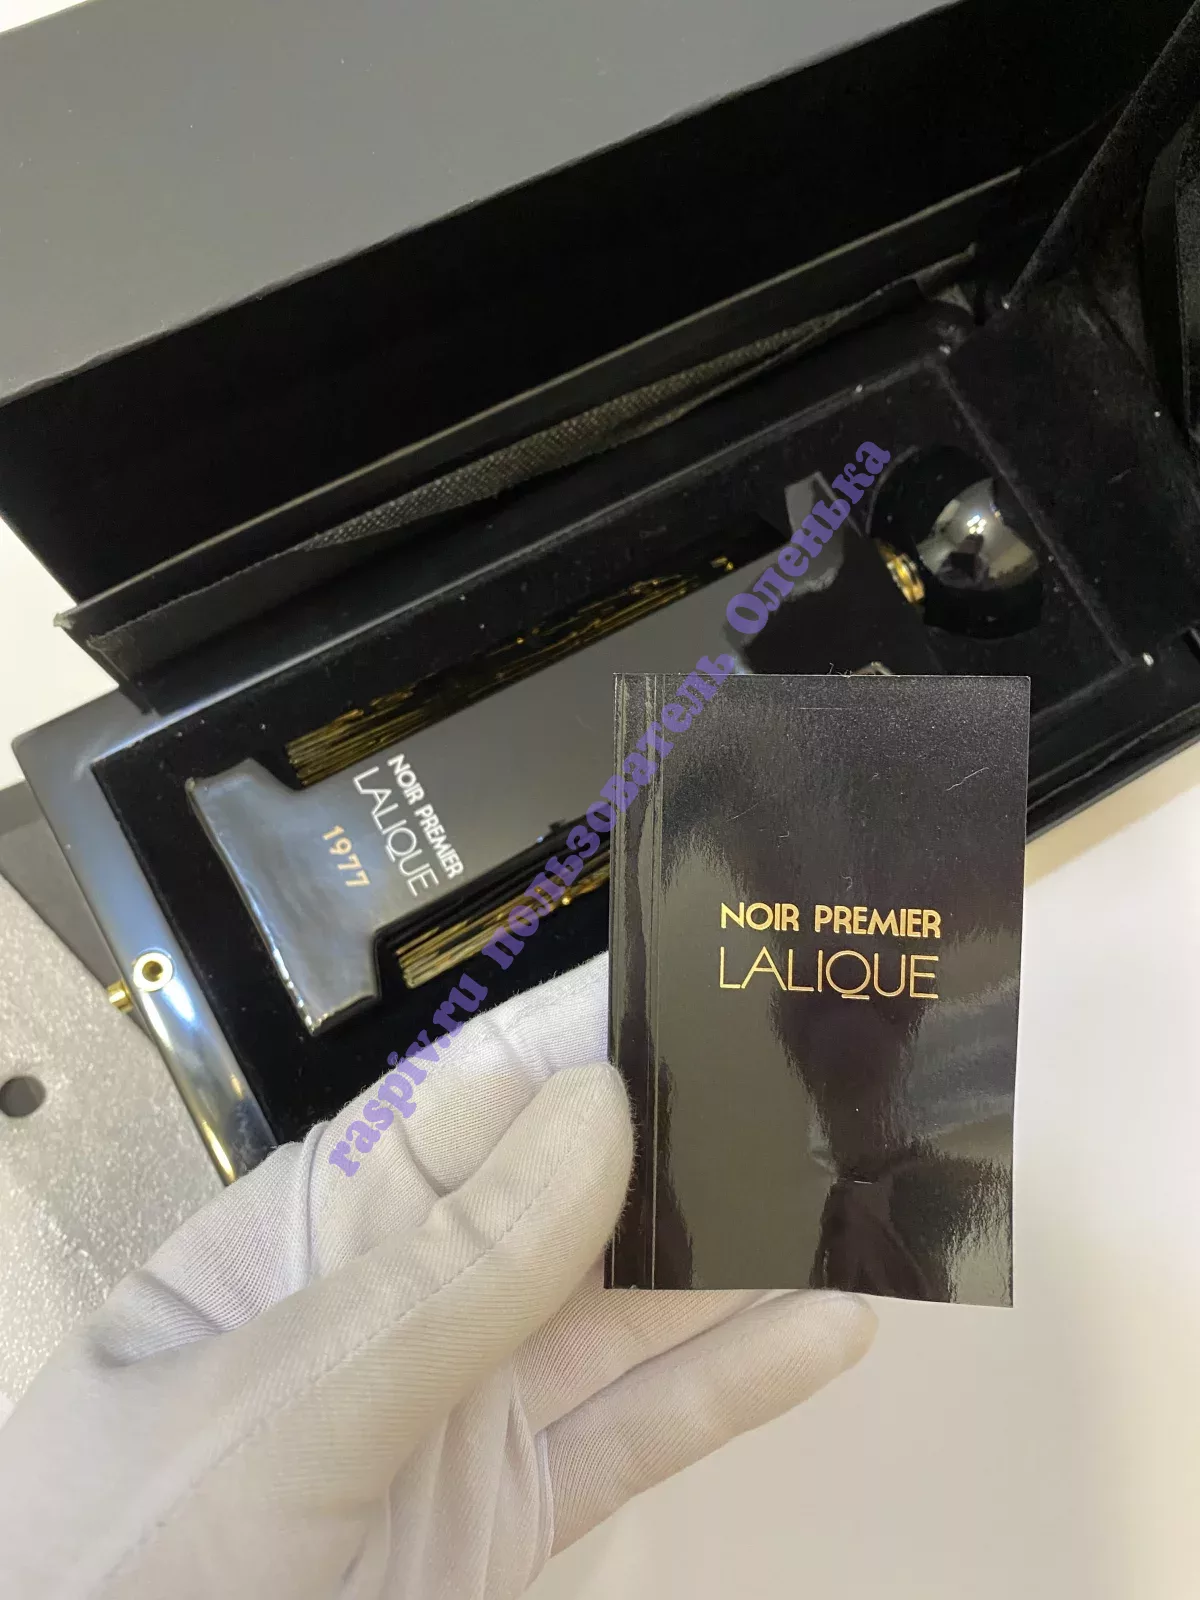 NOIR PREMIER
LALIQUE
1977
NOIR PREMIER
LALIQUE
raspiv.ru пользователь Оленька